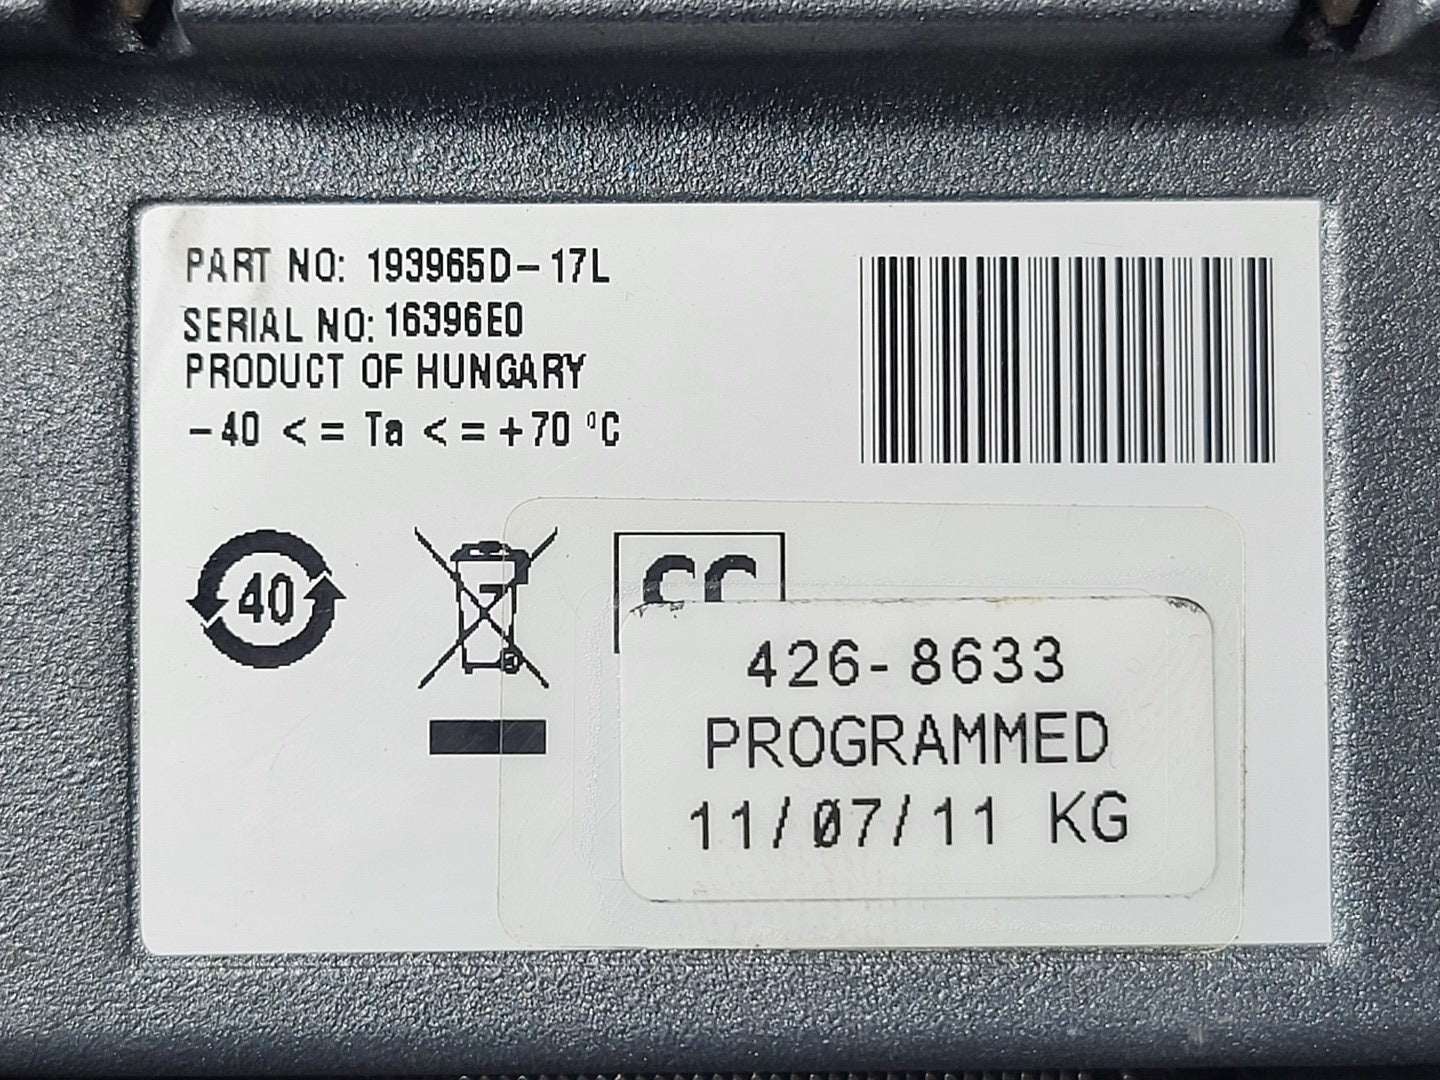 PART NO: 193965D-17L
SERIAL NO: 16396E0
PRODUCT OF HUNGARY
-40 <= Ta <= +70 °C
40
426-8633
PROGRAMMED
11/07/11 KG